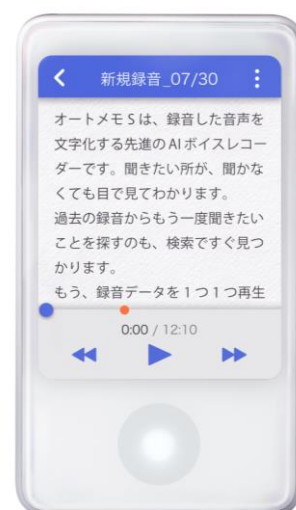 新規録音_07/30
オートメモSは、録音した音声を
文字化する先進のAIボイスレコー
ダーです。聞きたい所が、聞かな
くても目で見てわかります。
過去の録音からもう一度聞きたい
ことを探すのも、検索ですぐ見つ
かります。
もう、録音データを1つ1つ再生
0:00 / 12:10